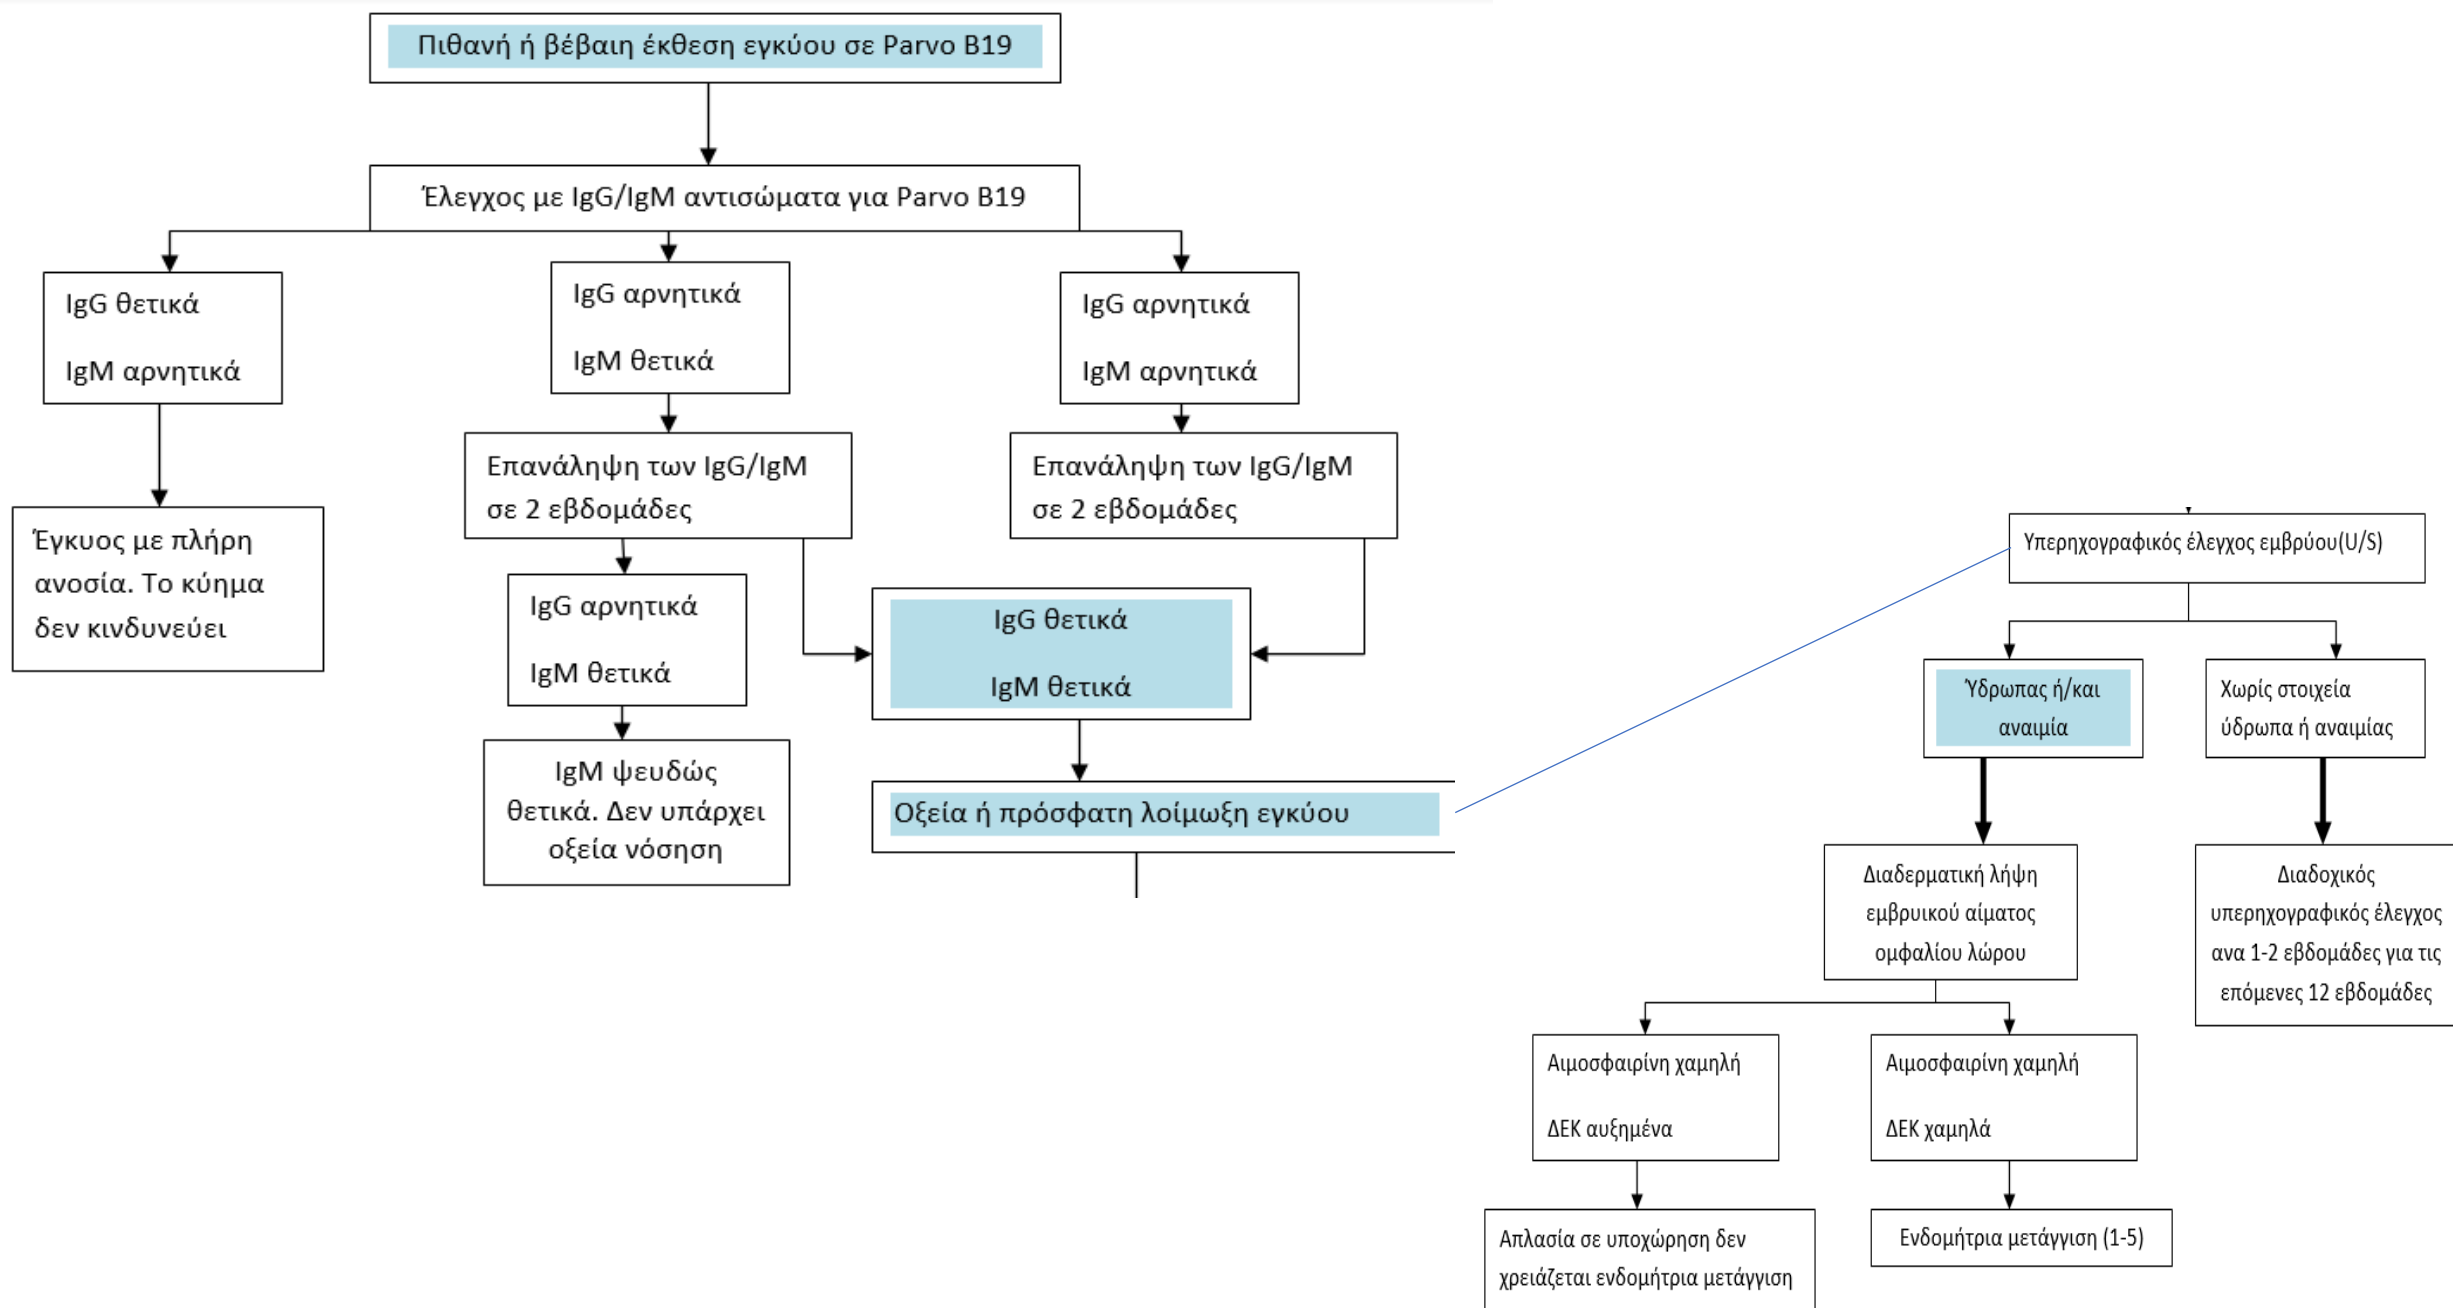 Πιθανή ή βέβαιη έκθεση εγκύου σε Parvo B19
Έλεγχος με IgG/IgM αντισώματα για Parvo B19
IgG θετικά
IgM αρνητικά
IgG αρνητικά
IgM θετικά
IgG αρνητικά
IgM αρνητικά
Έγκυος με πλήρη
ανοσία. Το κύημα
δεν κινδυνεύει
Επανάληψη των IgG/IgM
σε 2 εβδομάδες
Επανάληψη των IgG/IgM
σε 2 εβδομάδες
IgG αρνητικά
IgM θετικά
IgG θετικά
IgM θετικά
IgM ψευδώς
θετικά. Δεν υπάρχει
οξεία νόσηση
Οξεία ή πρόσφατη λοίμωξη εγκύου
Υπερηχογραφικός έλεγχος εμβρύου(U/S)
Ύδρωπας ή/και
αναιμία
Χωρίς στοιχεία
ύδρωπα ή αναιμίας
Διαδερματική λήψη
εμβρυικού αίματος
ομφαλίου λώρου
Διαδοχικός
υπερηχογραφικός έλεγχος
ανα 1-2 εβδομάδες για τις
επόμενες 12 εβδομάδες
Αιμοσφαιρίνη χαμηλή
ΔΕΚ αυξημένα
Αιμοσφαιρίνη χαμηλή
ΔΕΚ χαμηλά
Απλασία σε υποχώρηση δεν
χρειάζεται ενδομήτρια μετάγγιση
Ενδομήτρια μετάγγιση (1-5)